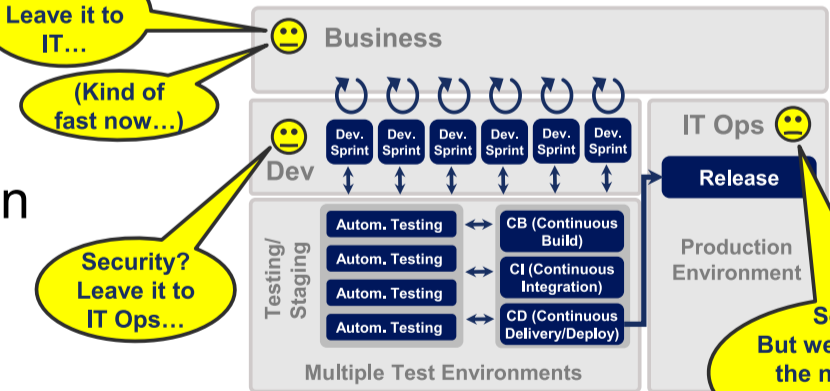 Leave it to
IT…
Business
(Kind of
fast now…)
Dev
Dev.
Sprint
Dev.
Sprint
Dev.
Sprint
Dev.
Sprint
Dev.
Sprint
Dev.
Sprint
IT Ops
Release
Production
Environment
n
Security?
Leave it to
IT Ops…
Testing/
Staging
Autom. Testing
Autom. Testing
Autom. Testing
Autom. Testing
CB (Continuous
Build)
CI (Continuous
Integration)
CD (Continuous
Delivery/Deploy)
Multiple Test Environments
But we
the n